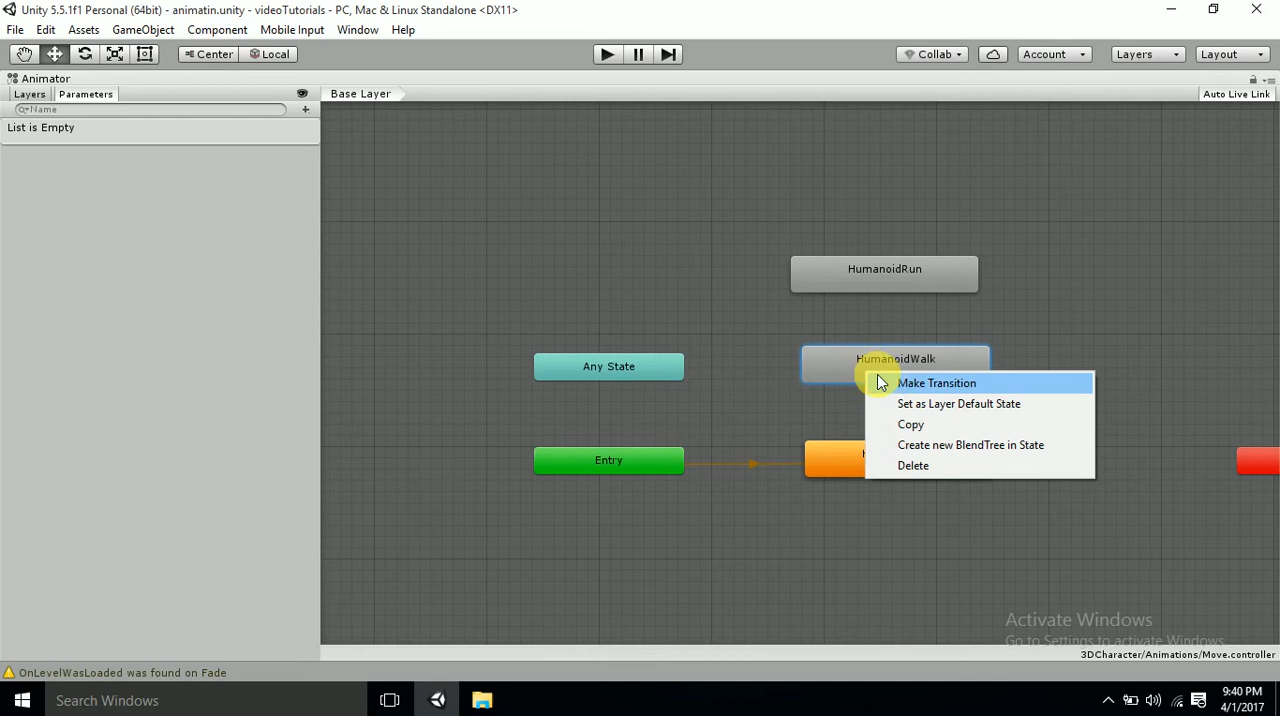 Unity 5.5.1f1 Personal (64bit) - animatin.unity - videoTutorials - PC, Mac & Linux Standalone <DX11>
File Edit Assets GameObject Component Mobile Input Window Help
Center Local Collab Account Layers Layout
Animator
Layers Parameters Base Layer Auto Live Link
Name
List is Empty
HumanoidRun
HumanoidWalk
Any State
Make Transition
Set as Layer Default State
Copy
Create new BlendTree in State
Delete
Entry
Activate Windows
Go to Settings to activate Windows.
3DCharacter/Animations/Move.controller
OnLevelWasLoaded was found on Fade
Search Windows
9:40 PM
4/1/2017